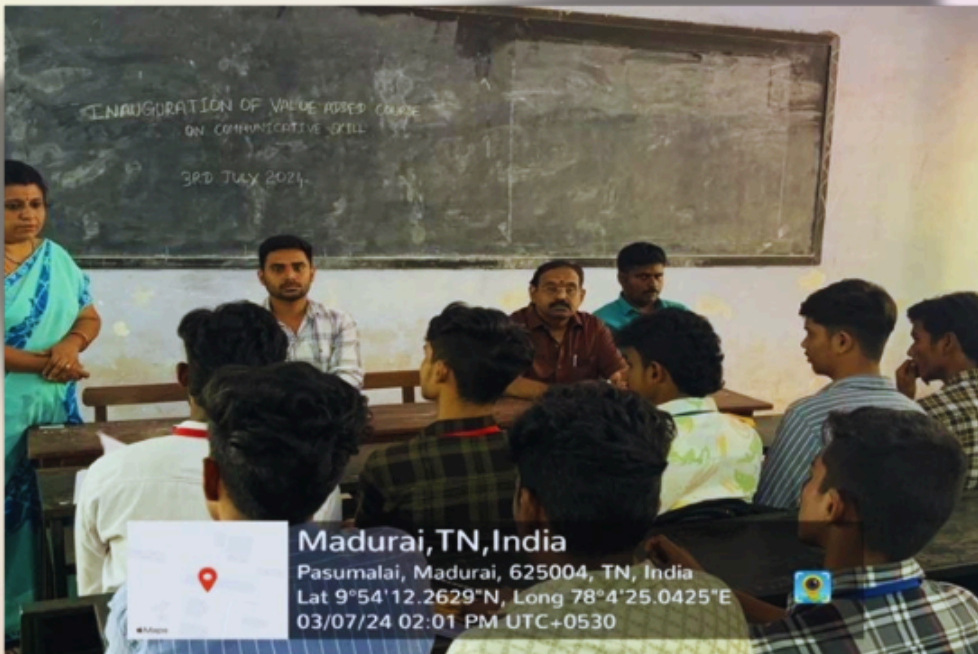 INAUGURATION OF VALUE ADDED COURSE
ON COMMUNICATIVE SKILL
3RD JULY 2024.
Madurai,TN,India
Pasumalai, Madurai, 625004, TN, India
Lat 9°54'12.2629"N, Long 78°4'25.0425"E
03/07/24 02:01 PM UTC+0530
Maps